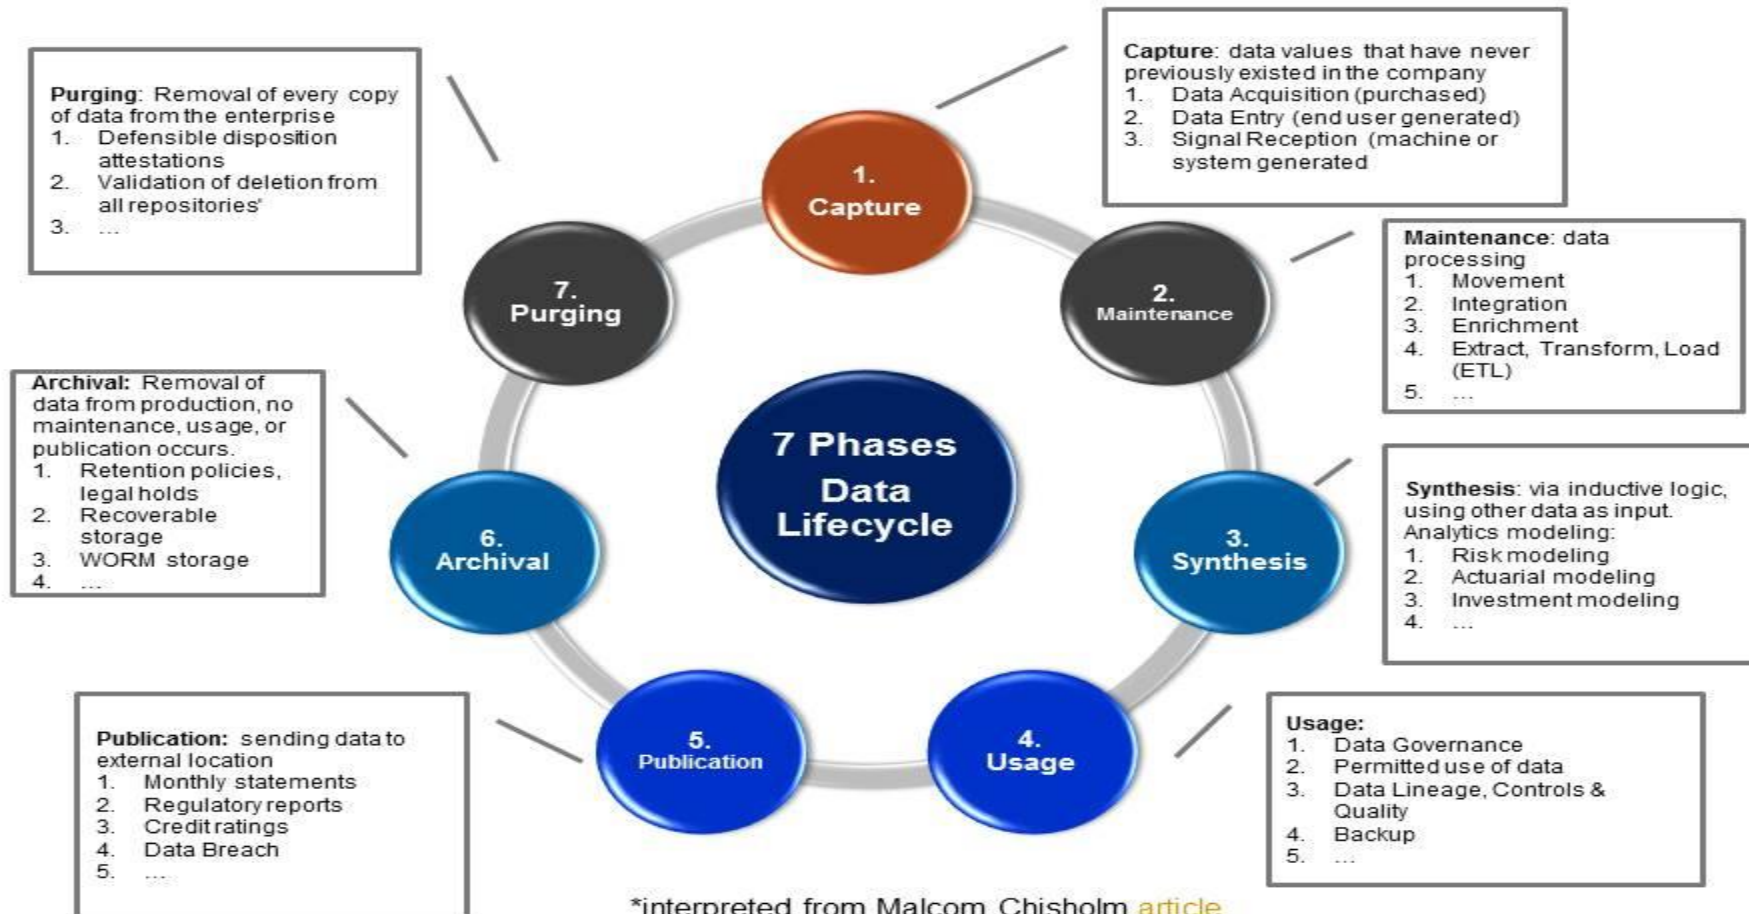 Purging: Removal of every copy
of data from the enterprise
1. Defensible disposition
attestations
2. Validation of deletion from
all repositories'
3. ...
Capture: data values that have never
previously existed in the company
1. Data Acquisition (purchased)
2. Data Entry (end user generated)
3. Signal Reception (machine or
system generated
1.
Capture
Maintenance: data
processing
1. Movement
2. Integration
3. Enrichment
4. Extract, Transform, Load
(ETL)
5. ...
7.
Purging
2.
Maintenance
Archival: Removal of
data from production, no
maintenance, usage, or
publication occurs.
1. Retention policies,
legal holds
2. Recoverable
storage
3. WORM storage
4. ...
7 Phases
Data
Lifecycle
6.
Archival
3.
Synthesis
Synthesis: via inductive logic,
using other data as input.
Analytics modeling:
1. Risk modeling
2. Actuarial modeling
3. Investment modeling
4. ...
Publication: sending data to
external location
1. Monthly statements
2. Regulatory reports
3. Credit ratings
4. Data Breach
5. ...
5.
Publication
4.
Usage
Usage:
1. Data Governance
2. Permitted use of data
3. Data Lineage, Controls &
Quality
4. Backup
5. ...
*interpreted from Malcom Chisholm article